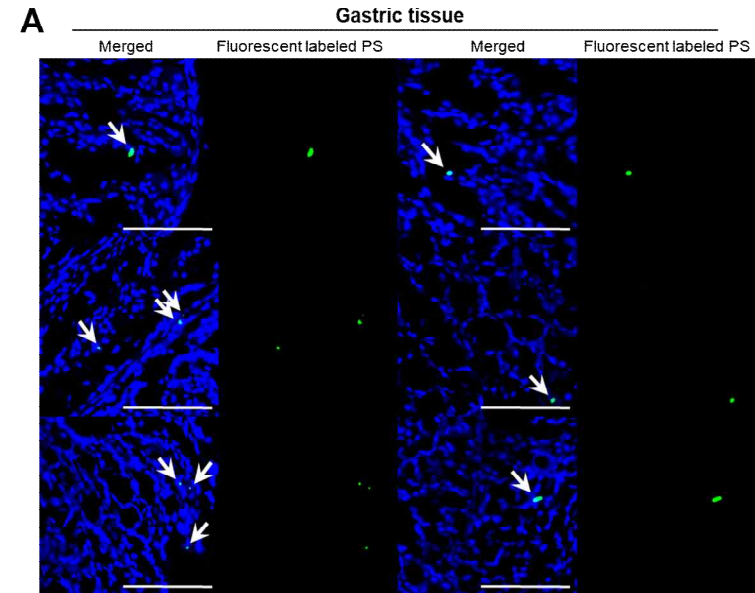 A
Gastric tissue
Merged Fluorescent labeled PS Merged Fluorescent labeled PS